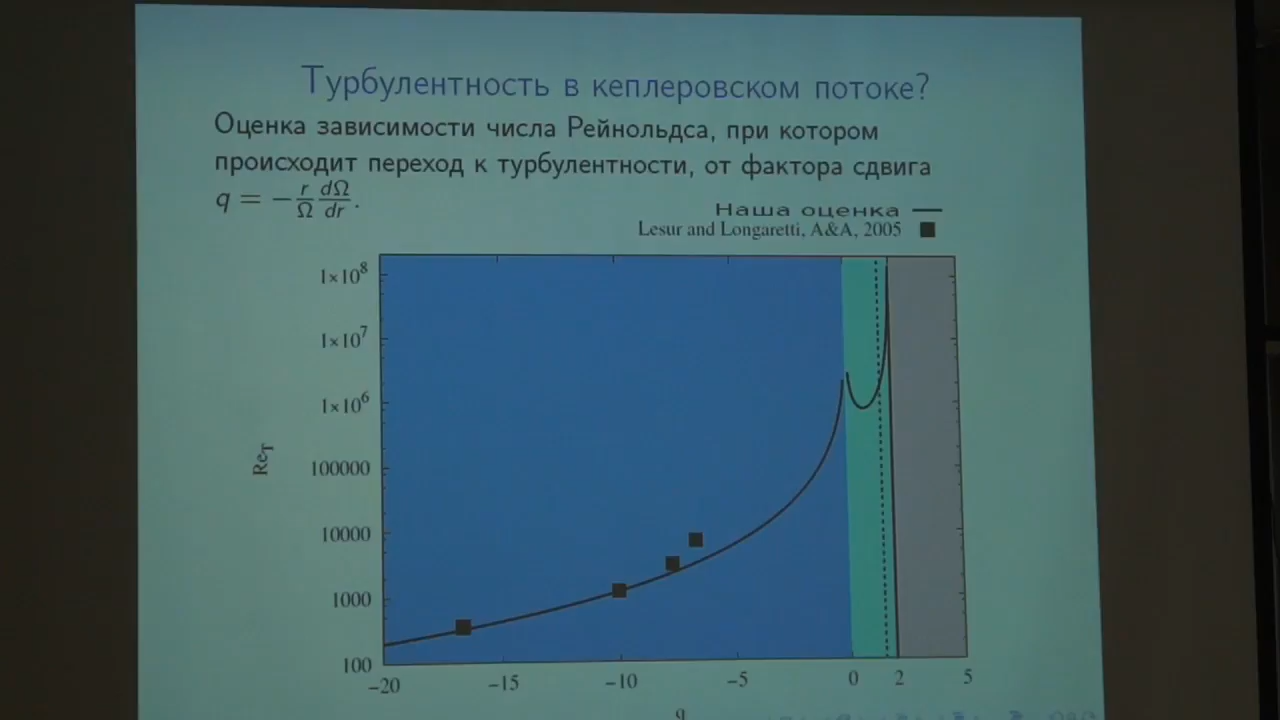 Турбулентность в кеплеровском потоке?
Оценка зависимости числа Рейнольдса, при котором
происходит переход к турбулентности, от фактора сдвига
q = −r/Ω dΩ/dr.
Наша оценка
Lesur and Longaretti, A&A, 2005
1×10⁸
1×10⁷
1×10⁶
100000
10000
1000
100
Re_T
−20 −15 −10 −5 0 2 5
q